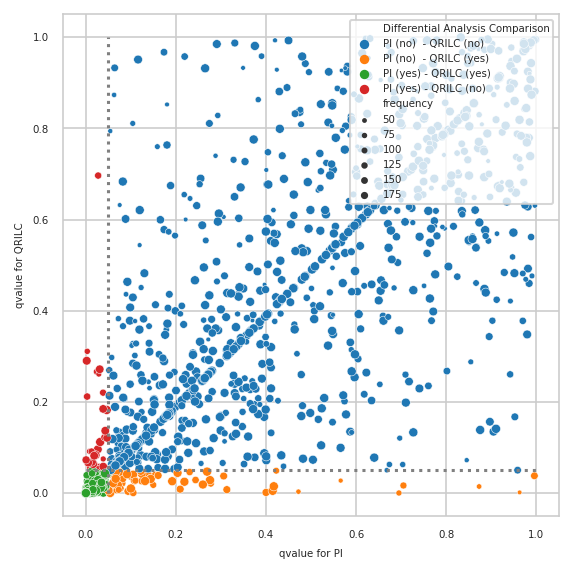 Differential Analysis Comparison
PI (no) - QRILC (no)
PI (no) - QRILC (yes)
PI (yes) - QRILC (yes)
PI (yes) - QRILC (no)
frequency
50
75
100
125
150
175
1.0
0.8
0.6
0.4
0.2
0.0
qvalue for QRILC
0.0 0.2 0.4 0.6 0.8 1.0
qvalue for PI